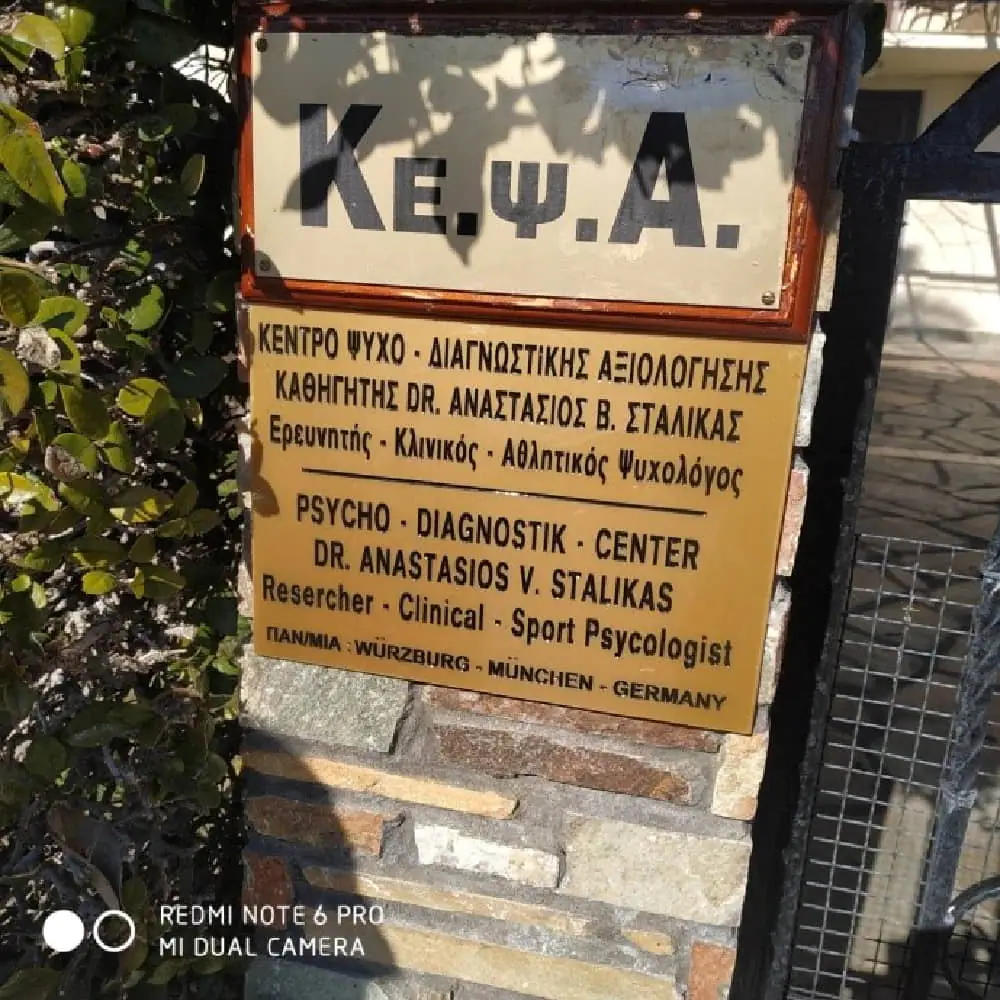 Κε.ψ.Α.
ΚΕΝΤΡΟ ΨΥΧΟ - ΔΙΑΓΝΩΣΤiΚΗΣ ΑΞΙΟΛΟΓΗΣΗΣ
ΚΑΘΗΓΗΤΗΣ DR. ΑΝΑΣΤΑΣΙΟΣ Β. ΣΤΑΛΙΚΑΣ
Ερευνητής - Κλινικός - Αθλητικός Ψυχολόγος
PSYCHO - DIAGNOSTIK - CENTER
DR. ANASTASIOS V. STALIKAS
Resercher - Clinical - Sport Psycologist
ΠΑΝ/ΜΙΑ : WÜRZBURG - MÜNCHEN - GERMANY
REDMI NOTE 6 PRO
MI DUAL CAMERA